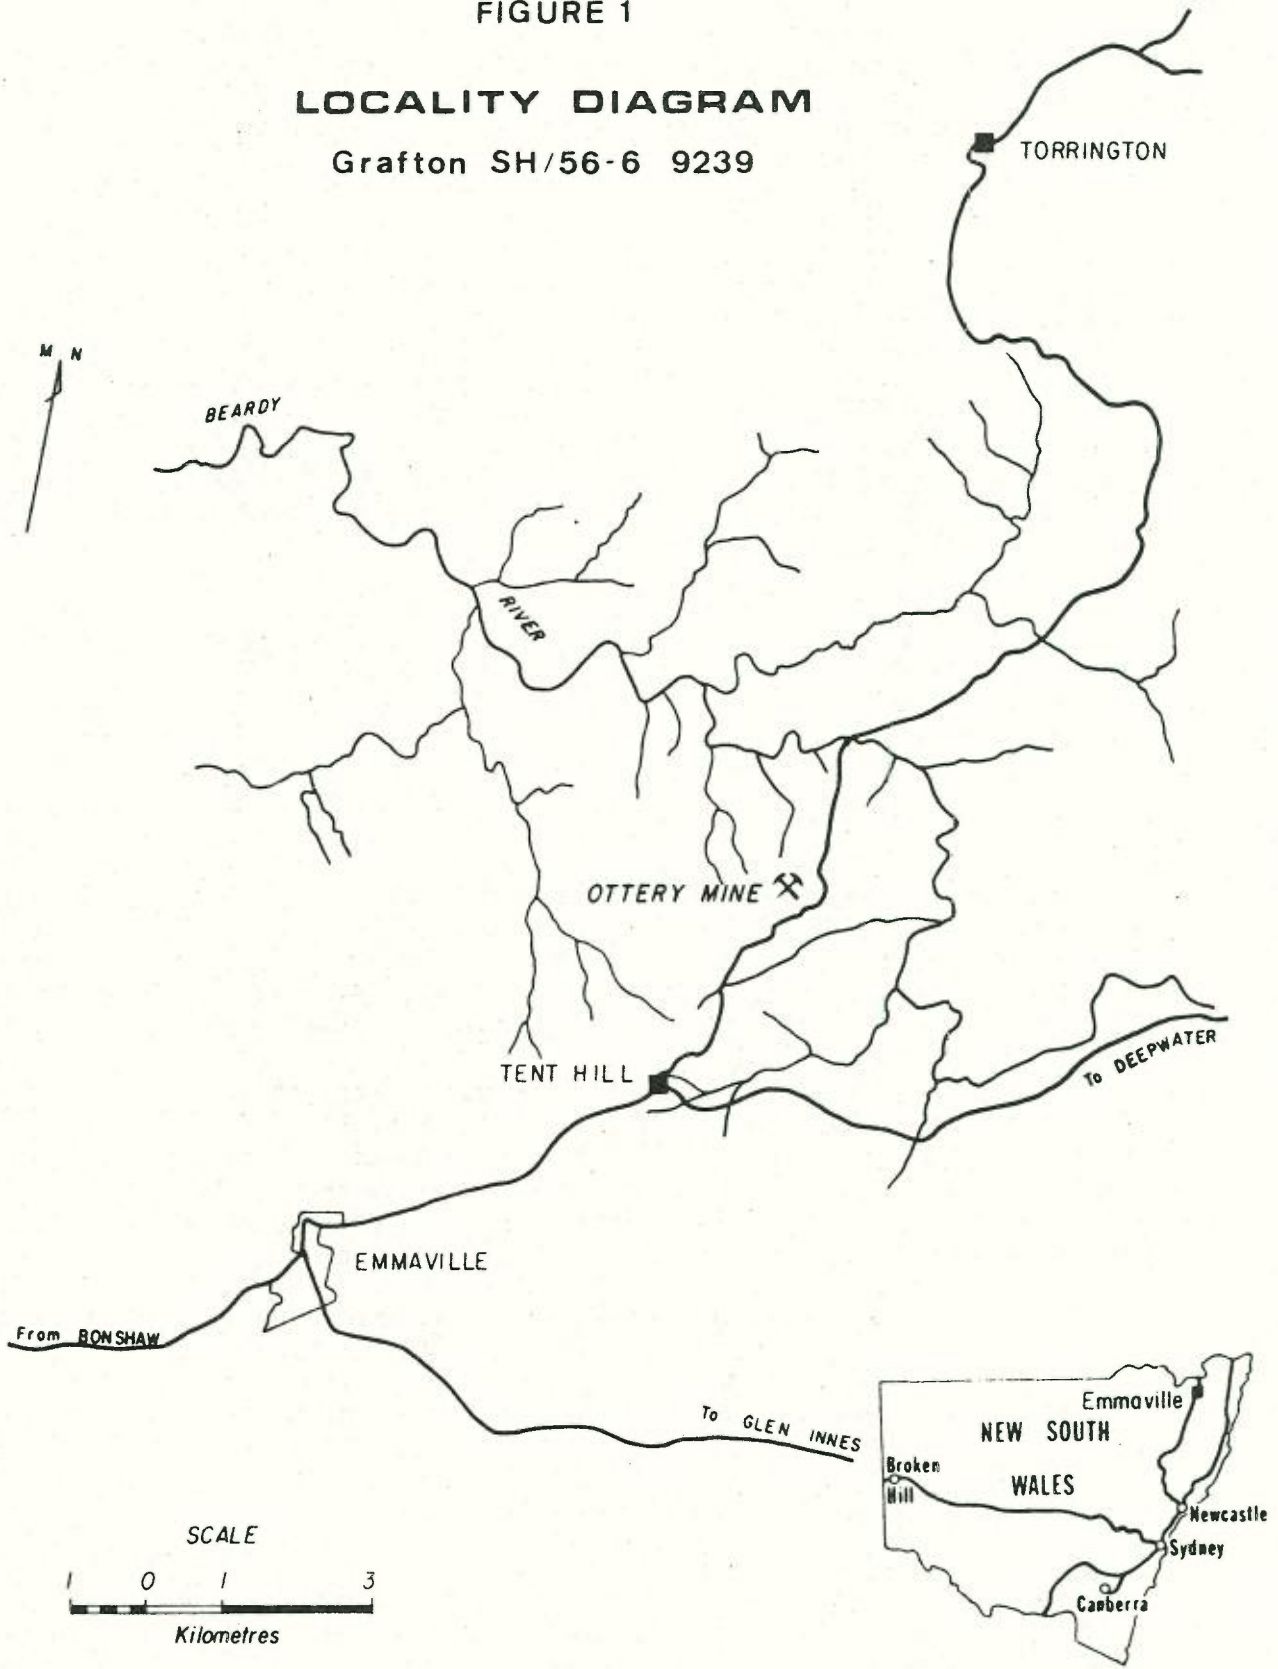 FIGURE 1
LOCALITY DIAGRAM
Grafton SH/56-6 9239
TORRINGTON
M N
BEARDY
RIVER
OTTERY MINE
TENT HILL
To DEEPWATER
EMMAVILLE
From BONSHAW
To GLEN INNES
Emmaville
NEW SOUTH
WALES
Broken
Hill
Newcastle
Sydney
Canberra
SCALE
1 0 1 3
Kilometres